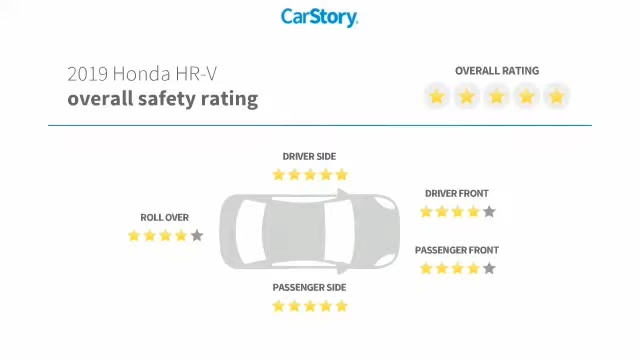 CarStory
2019 Honda HR-V
overall safety rating
OVERALL RATING
DRIVER SIDE
DRIVER FRONT
ROLL OVER
PASSENGER FRONT
PASSENGER SIDE